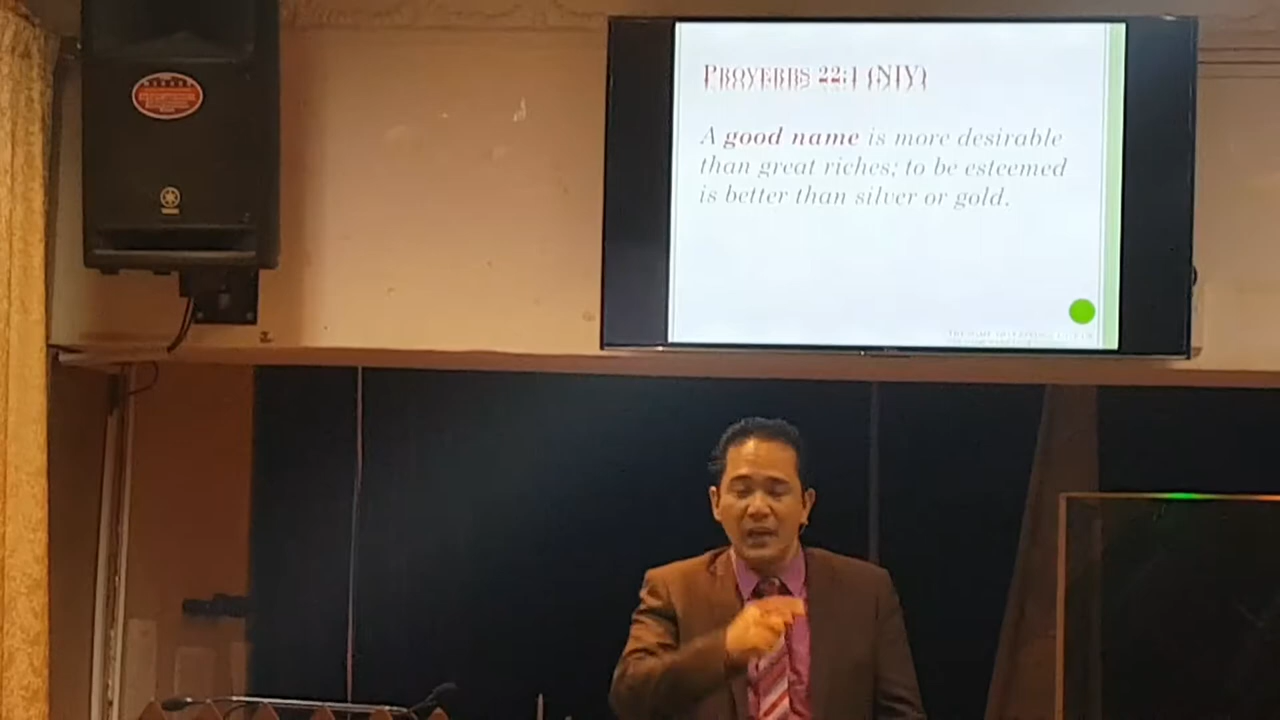 PROVERBS 22:1 (NIV)
A good name is more desirable
than great riches; to be esteemed
is better than silver or gold.